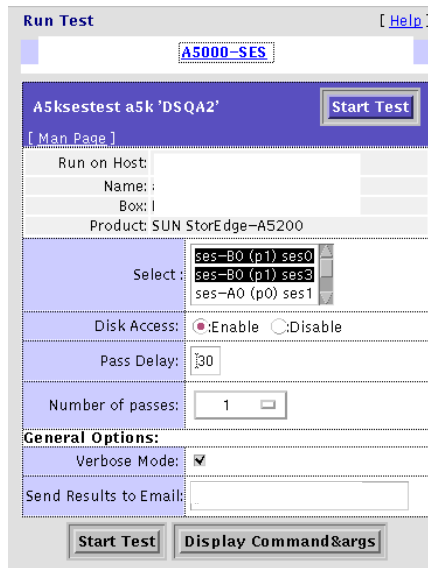 Run Test [ Help ]
A5000-SES
A5ksestest a5k 'DSQA2' Start Test
[ Man Page ]
Run on Host:
Name:
Box:
Product: SUN StorEdge-A5200
Select :
ses-B0 (p1) ses0
ses-B0 (p1) ses3
ses-A0 (p0) ses1
Disk Access: :Enable :Disable
Pass Delay: 30
Number of passes: 1
General Options:
Verbose Mode:
Send Results to Email:
Start Test Display Command&args